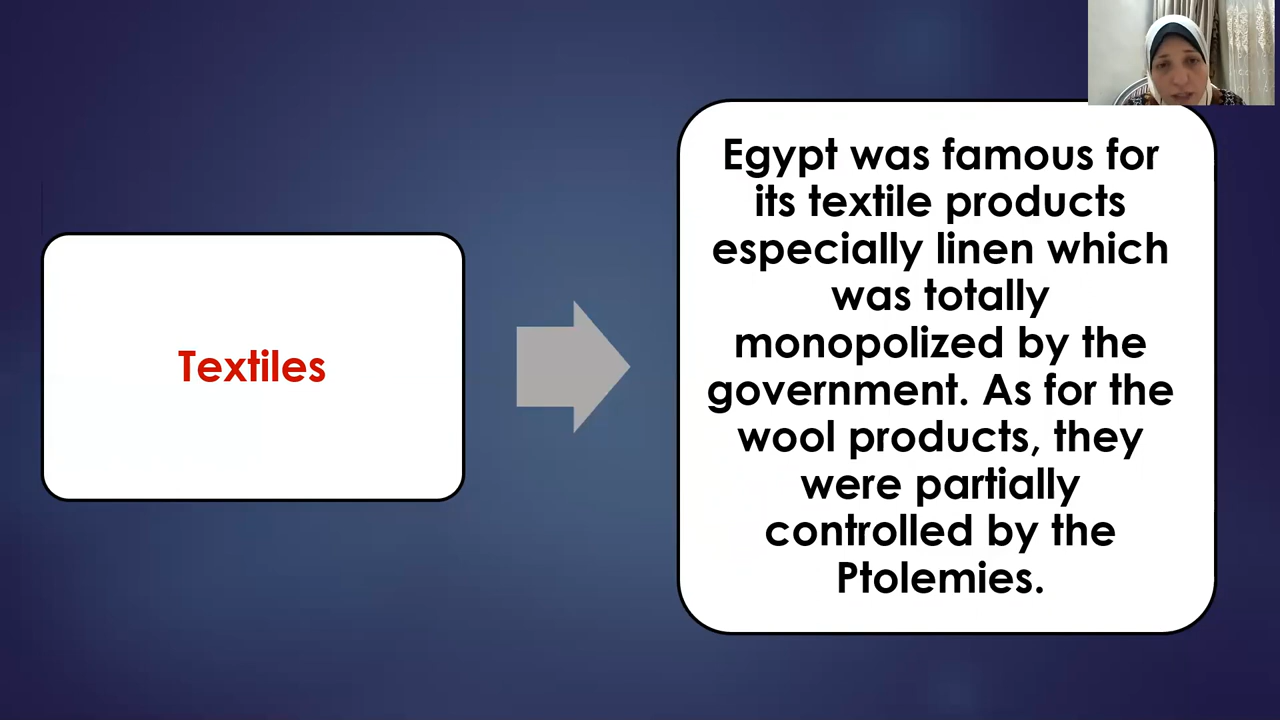 Textiles
Egypt was famous for
its textile products
especially linen which
was totally
monopolized by the
government. As for the
wool products, they
were partially
controlled by the
Ptolemies.